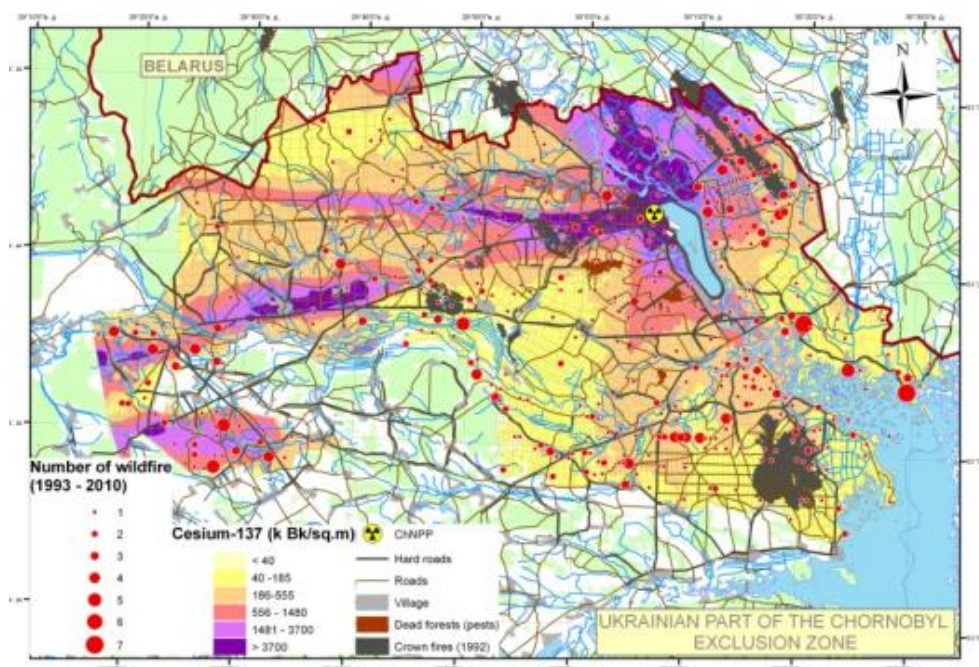 BELARUS
N
Number of wildfire
(1993 - 2010)
1
2
3
4
5
6
7
Cesium-137 (k Bk/sq.m)
< 40
40 -185
186-555
556 - 1480
1481 - 3700
> 3700
ChNPP
Hard roads
Roads
Village
Dead forests (pests)
Crown fires (1992)
UKRAINIAN PART OF THE CHORNOBYL
EXCLUSION ZONE